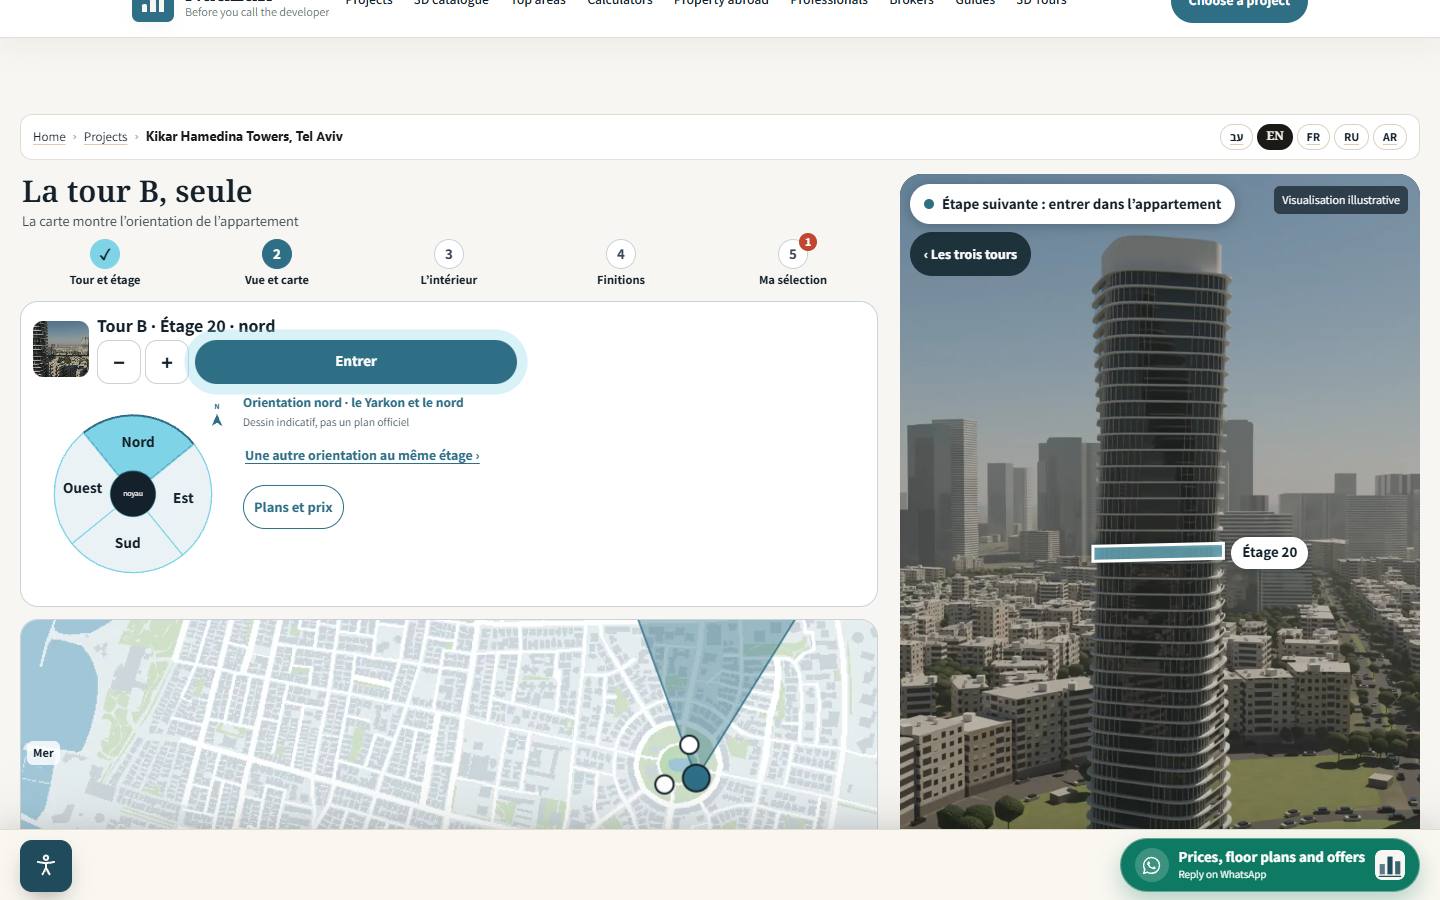 Before you call the developer
Projects
3D catalogue
Top areas
Calculators
Property abroad
Professionals
Brokers
Guides
3D Tours
Choose a project
Home › Projects › Kikar Hamedina Towers, Tel Aviv
עב EN FR RU AR
La tour B, seule
La carte montre l’orientation de l’appartement
✓ 2 3 4 5 1
Tour et étage
Vue et carte
L’intérieur
Finitions
Ma sélection
Tour B · Étage 20 · nord
− + Entrer
N
Orientation nord · le Yarkon et le nord
Dessin indicatif, pas un plan officiel
Une autre orientation au même étage ›
Plans et prix
Nord
Ouest
noyau
Est
Sud
Mer
Étape suivante : entrer dans l’appartement
Visualisation illustrative
‹ Les trois tours
Étage 20
Prices, floor plans and offers
Reply on WhatsApp